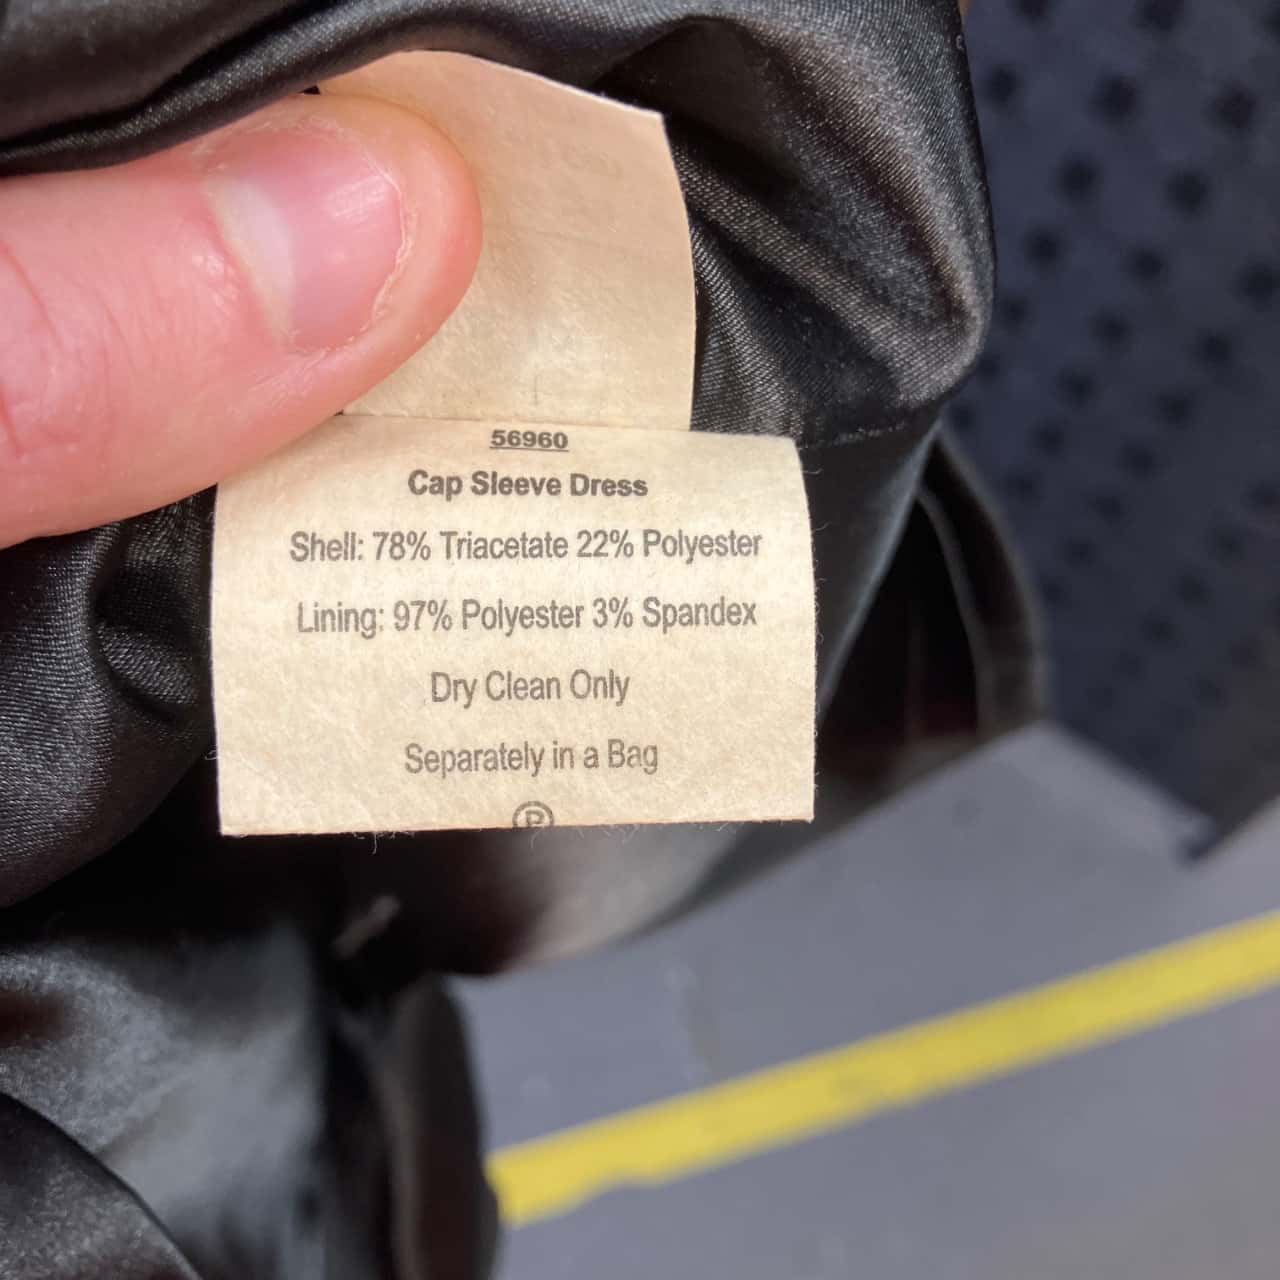 56960
Cap Sleeve Dress
Shell: 78% Triacetate 22% Polyester
Lining: 97% Polyester 3% Spandex
Dry Clean Only
Separately in a Bag
Ⓟ